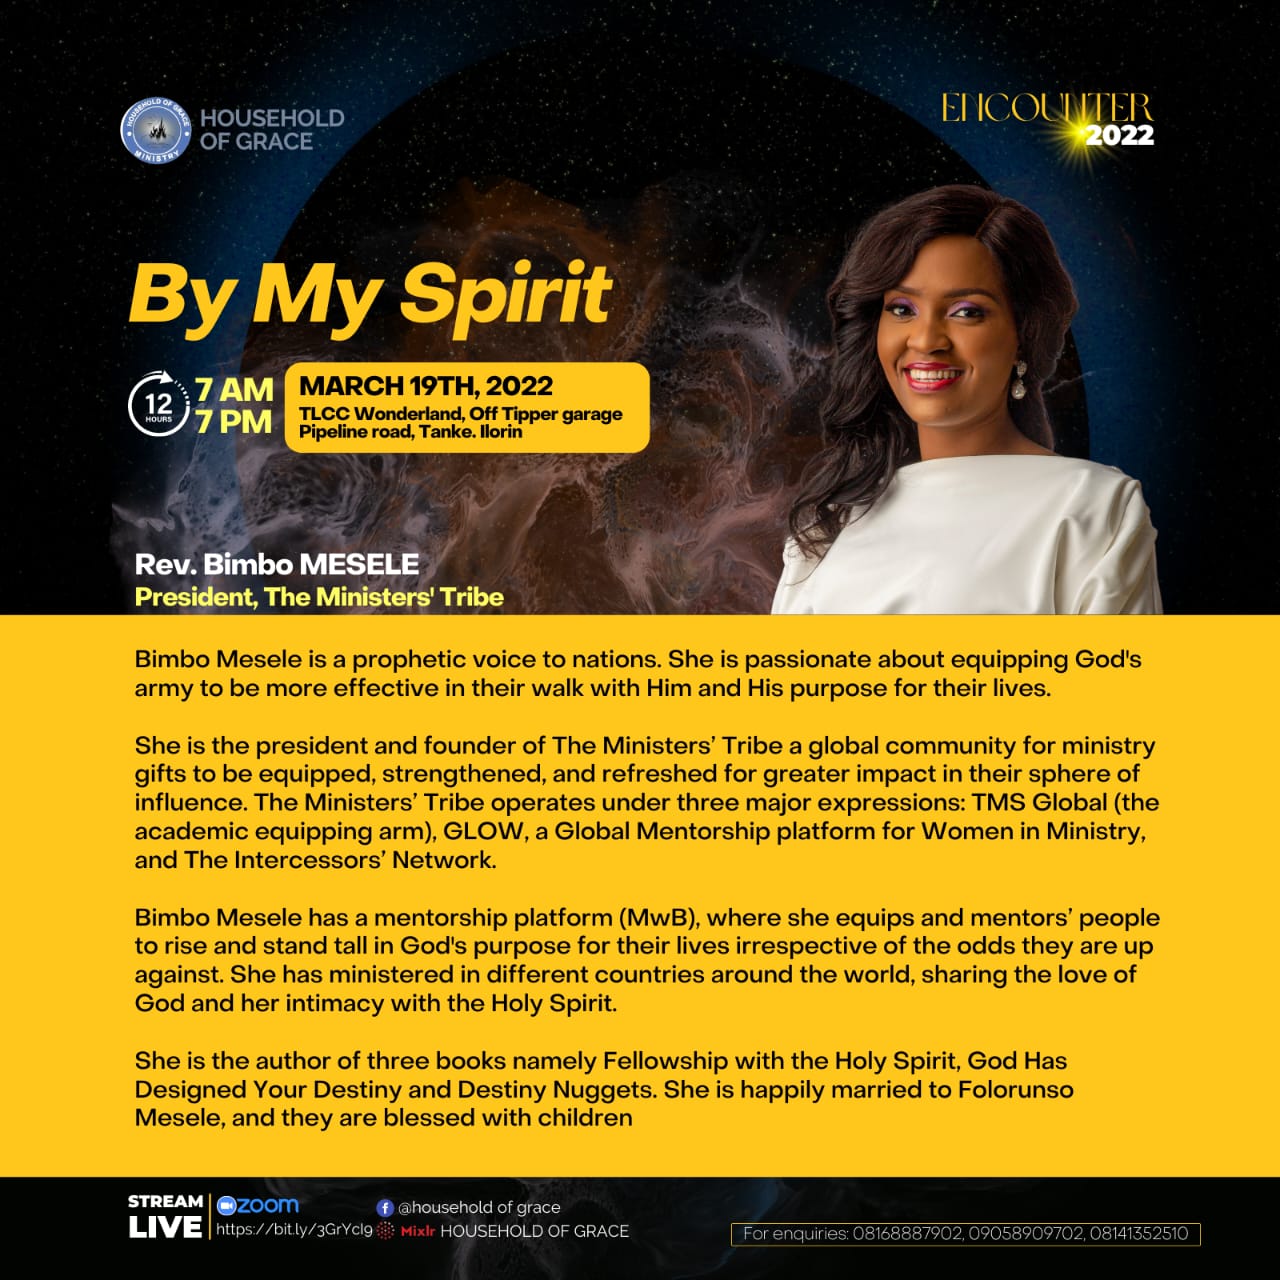 HOUSEHOLD OF GRACE
MINISTRY
HOUSEHOLD
OF GRACE
ENCOUNTER
2022
By My Spirit
12
HOURS
7 AM
7 PM
MARCH 19TH, 2022
TLCC Wonderland, Off Tipper garage
Pipeline road, Tanke. Ilorin
Rev. Bimbo MESELE
President, The Ministers' Tribe
Bimbo Mesele is a prophetic voice to nations. She is passionate about equipping God's
army to be more effective in their walk with Him and His purpose for their lives.
She is the president and founder of The Ministers’ Tribe a global community for ministry
gifts to be equipped, strengthened, and refreshed for greater impact in their sphere of
influence. The Ministers’ Tribe operates under three major expressions: TMS Global (the
academic equipping arm), GLOW, a Global Mentorship platform for Women in Ministry,
and The Intercessors’ Network.
Bimbo Mesele has a mentorship platform (MwB), where she equips and mentors’ people
to rise and stand tall in God's purpose for their lives irrespective of the odds they are up
against. She has ministered in different countries around the world, sharing the love of
God and her intimacy with the Holy Spirit.
She is the author of three books namely Fellowship with the Holy Spirit, God Has
Designed Your Destiny and Destiny Nuggets. She is happily married to Folorunso
Mesele, and they are blessed with children
STREAM
LIVE
zoom
https://bit.ly/3GrYcI9
@household of grace
Mixlr HOUSEHOLD OF GRACE
For enquiries: 08168887902, 09058909702, 08141352510